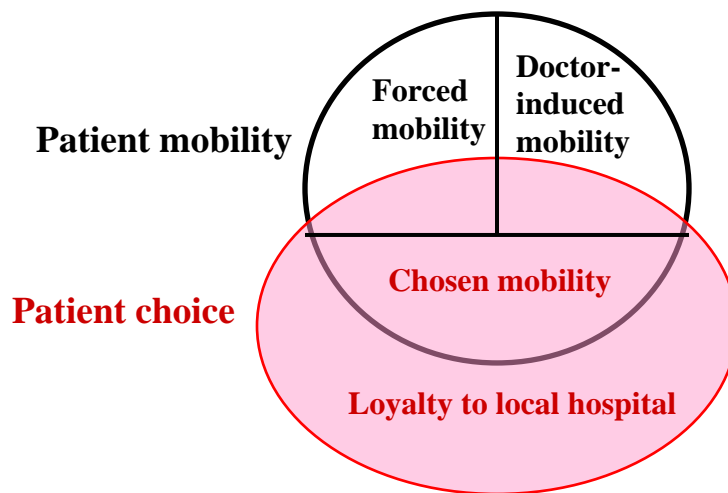 Forced
mobility
Doctor-
induced
mobility
Patient mobility
Chosen mobility
Patient choice
Loyalty to local hospital